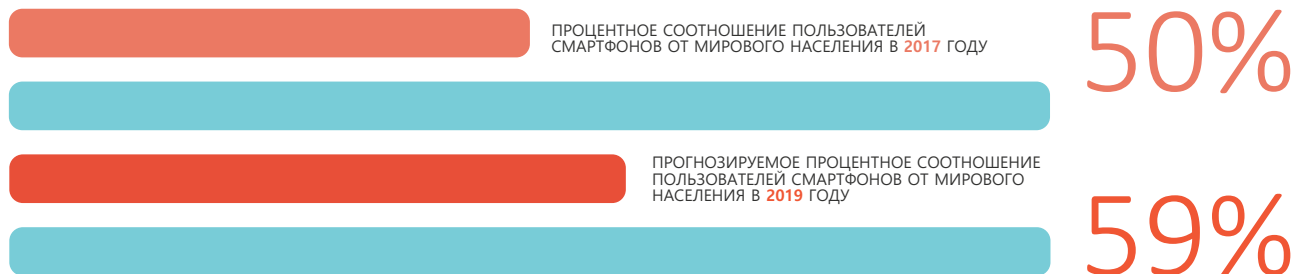 ПРОЦЕНТНОЕ СООТНОШЕНИЕ ПОЛЬЗОВАТЕЛЕЙ
СМАРТФОНОВ ОТ МИРОВОГО НАСЕЛЕНИЯ В 2017 ГОДУ
50%
ПРОГНОЗИРУЕМОЕ ПРОЦЕНТНОЕ СООТНОШЕНИЕ
ПОЛЬЗОВАТЕЛЕЙ СМАРТФОНОВ ОТ МИРОВОГО
НАСЕЛЕНИЯ В 2019 ГОДУ
59%